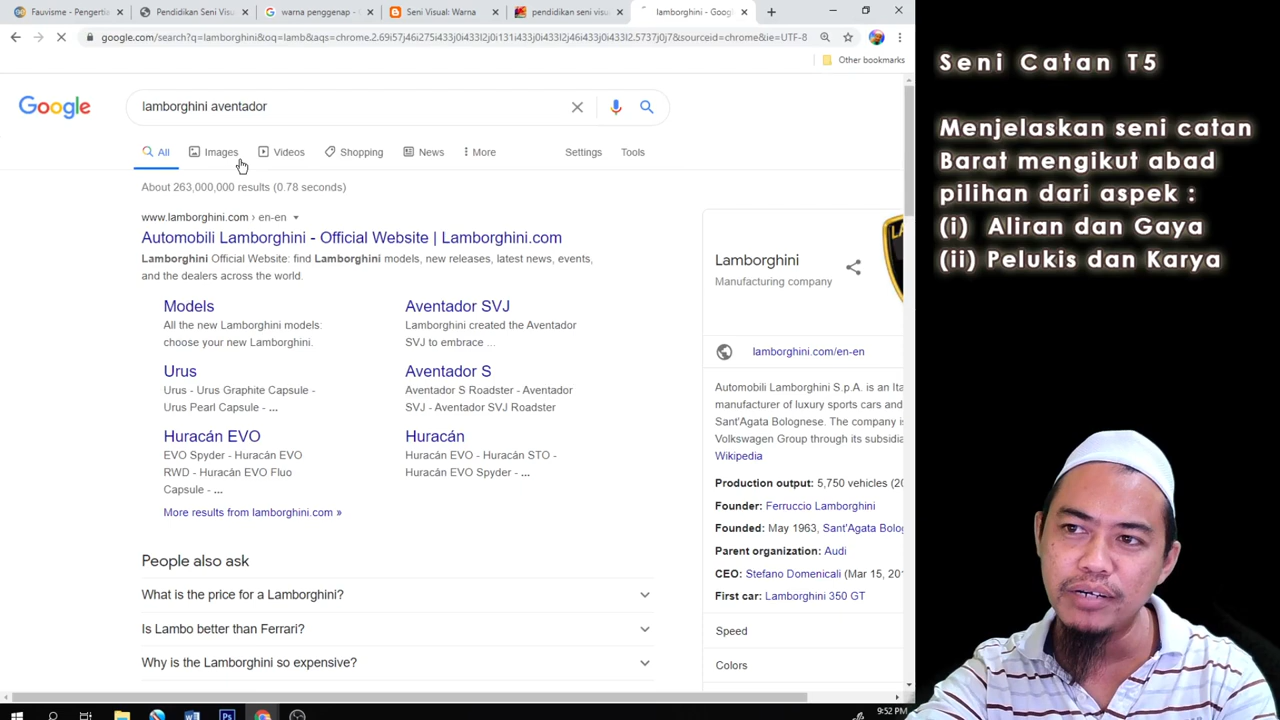 Fauvisme - Pengerti
Pendidikan Seni Visual
warna penggenap - G
Seni Visual: Warna
pendidikan seni visu
lamborghini - Goog
google.com/search?q=lamborghini&oq=lamb&aqs=chrome.2.69i57j46i275i433j0i433l2j0i131i433j0i433l2j46i433j0i433l2.5737j0j7&sourceid=chrome&ie=UTF-8
Other bookmarks
Google
lamborghini aventador
All
Images
Videos
Shopping
News
More
Settings
Tools
About 263,000,000 results (0.78 seconds)
www.lamborghini.com › en-en
Automobili Lamborghini - Official Website | Lamborghini.com
Lamborghini Official Website: find Lamborghini models, new releases, latest news, events,
and the dealers across the world.
Models
All the new Lamborghini models:
choose your new Lamborghini.
Aventador SVJ
Lamborghini created the Aventador
SVJ to embrace ...
Urus
Urus - Urus Graphite Capsule -
Urus Pearl Capsule - ...
Aventador S
Aventador S Roadster - Aventador
SVJ - Aventador SVJ Roadster
Huracán EVO
EVO Spyder - Huracán EVO
RWD - Huracán EVO Fluo
Capsule - ...
Huracán
Huracán EVO - Huracán STO -
Huracán EVO Spyder - ...
More results from lamborghini.com »
People also ask
What is the price for a Lamborghini?
Is Lambo better than Ferrari?
Why is the Lamborghini so expensive?
Lamborghini
Manufacturing company
lamborghini.com/en-en
Automobili Lamborghini S.p.A. is an Ita
manufacturer of luxury sports cars and
Sant'Agata Bolognese. The company is
Volkswagen Group through its subsidia
Wikipedia
Production output: 5,750 vehicles (20
Founder: Ferruccio Lamborghini
Founded: May 1963, Sant'Agata Bolog
Parent organization: Audi
CEO: Stefano Domenicali (Mar 15, 201
First car: Lamborghini 350 GT
Speed
Colors
9:52 PM
Seni Catan T5
Menjelaskan seni catan
Barat mengikut abad
pilihan dari aspek :
(i) Aliran dan Gaya
(ii) Pelukis dan Karya